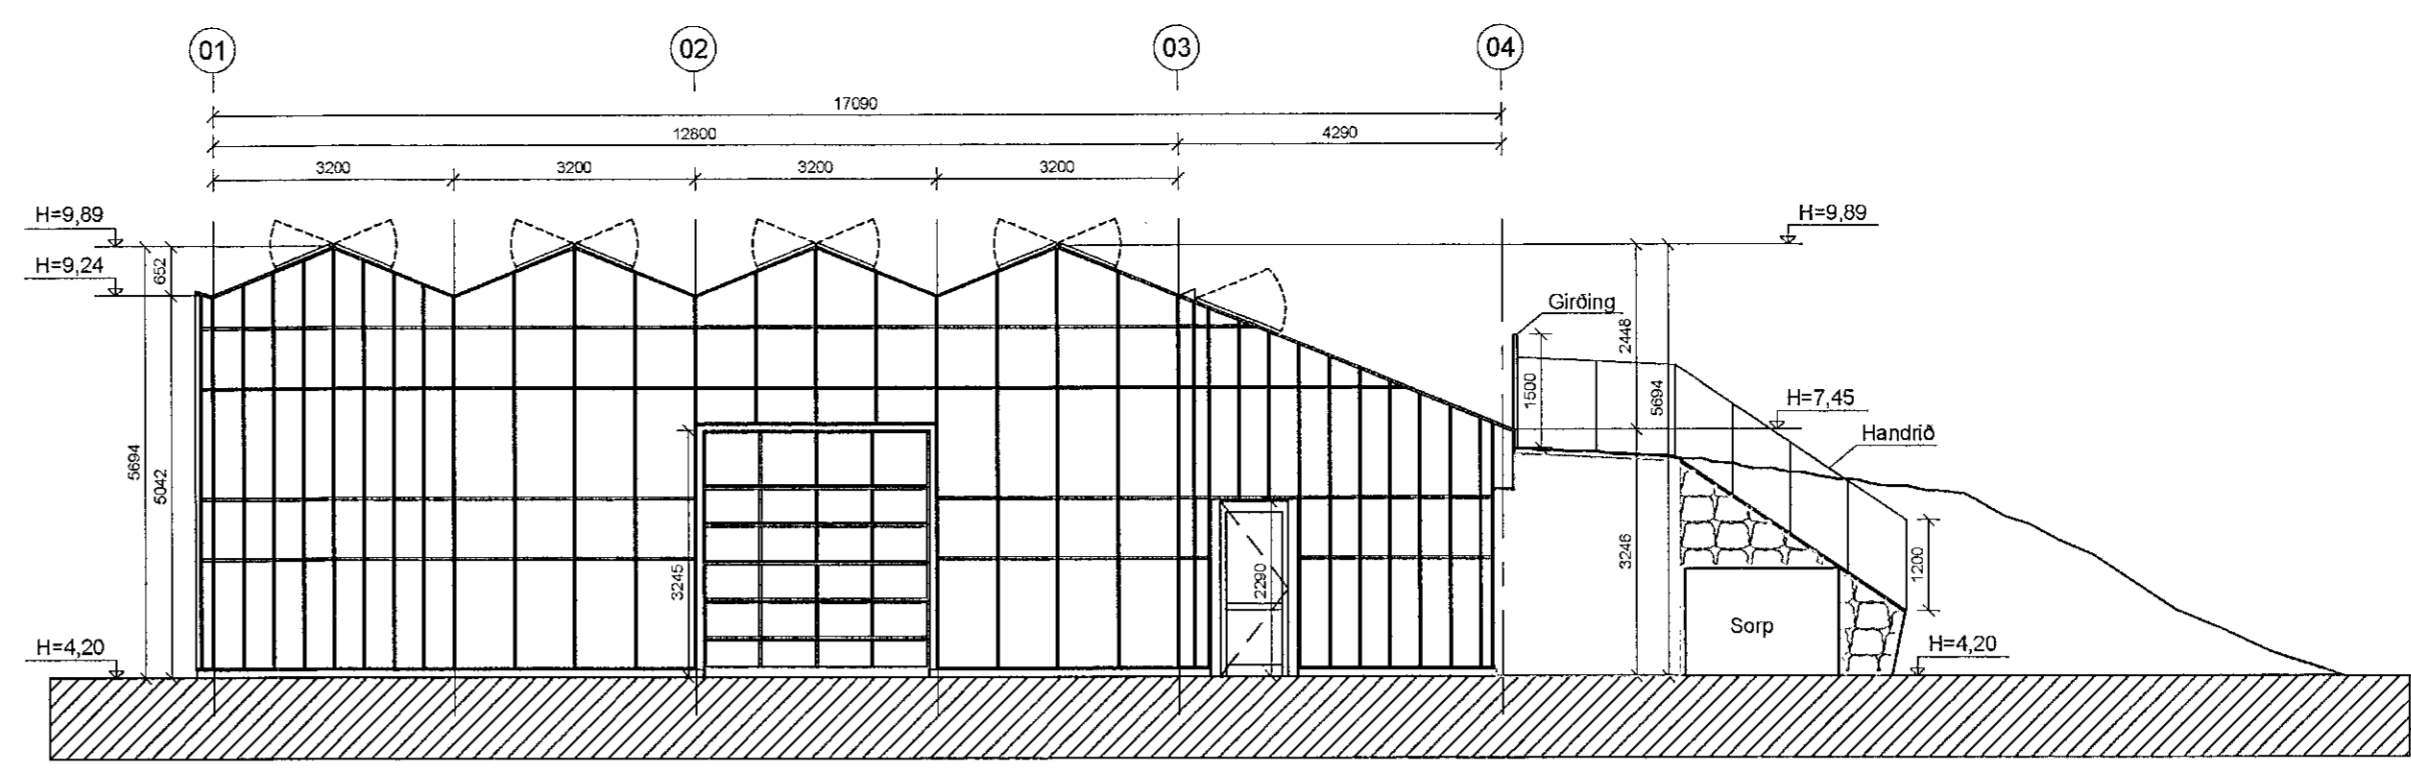 01 02 03 04
17090
12800 4290
3200 3200 3200 3200
H=9,89 H=9,89
H=9,24
652
Girðing
2448
1500
5694
H=7,45
Handrið
5694
5042
3245
2290
3246
1200
Sorp
H=4,20 H=4,20